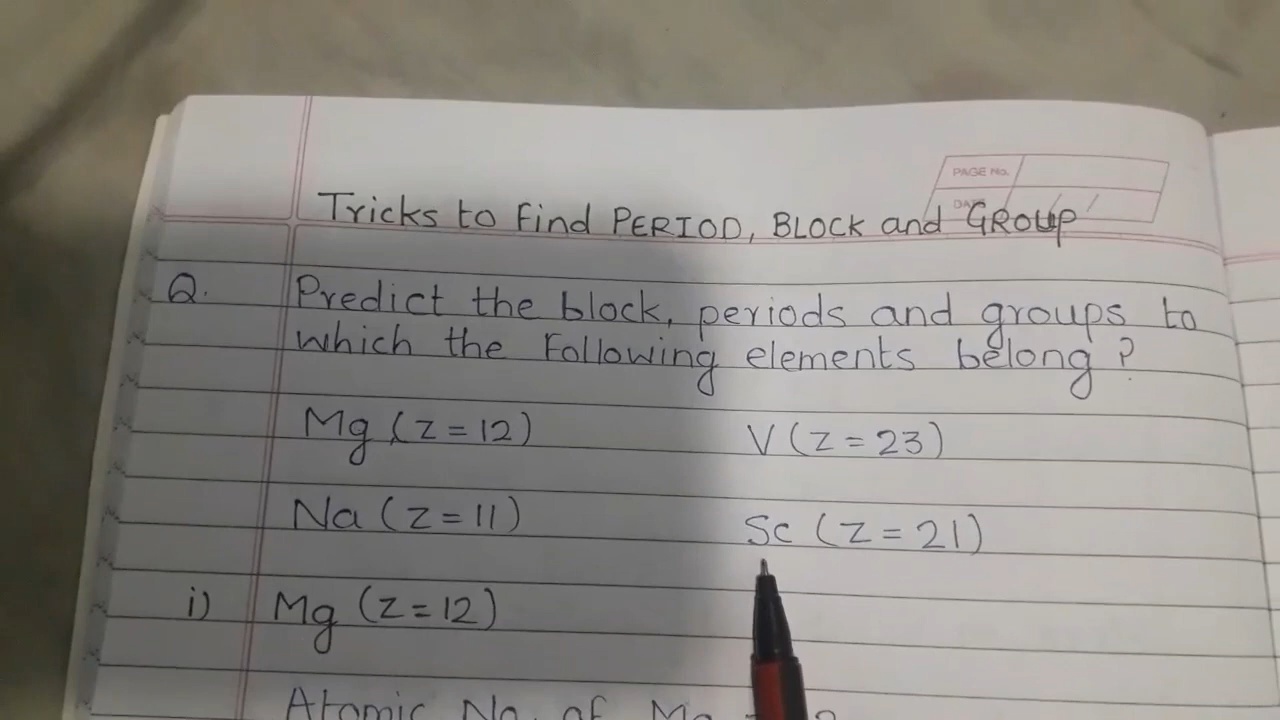 PAGE No.
DATE / /
Tricks to Find PERIOD, BLOCK and GROUP
Q. Predict the block, periods and groups to
which the Following elements belong?
Mg (Z=12) V (Z=23)
Na (Z=11) Sc (Z=21)
i) Mg (Z=12)
Atomic No. of Mg